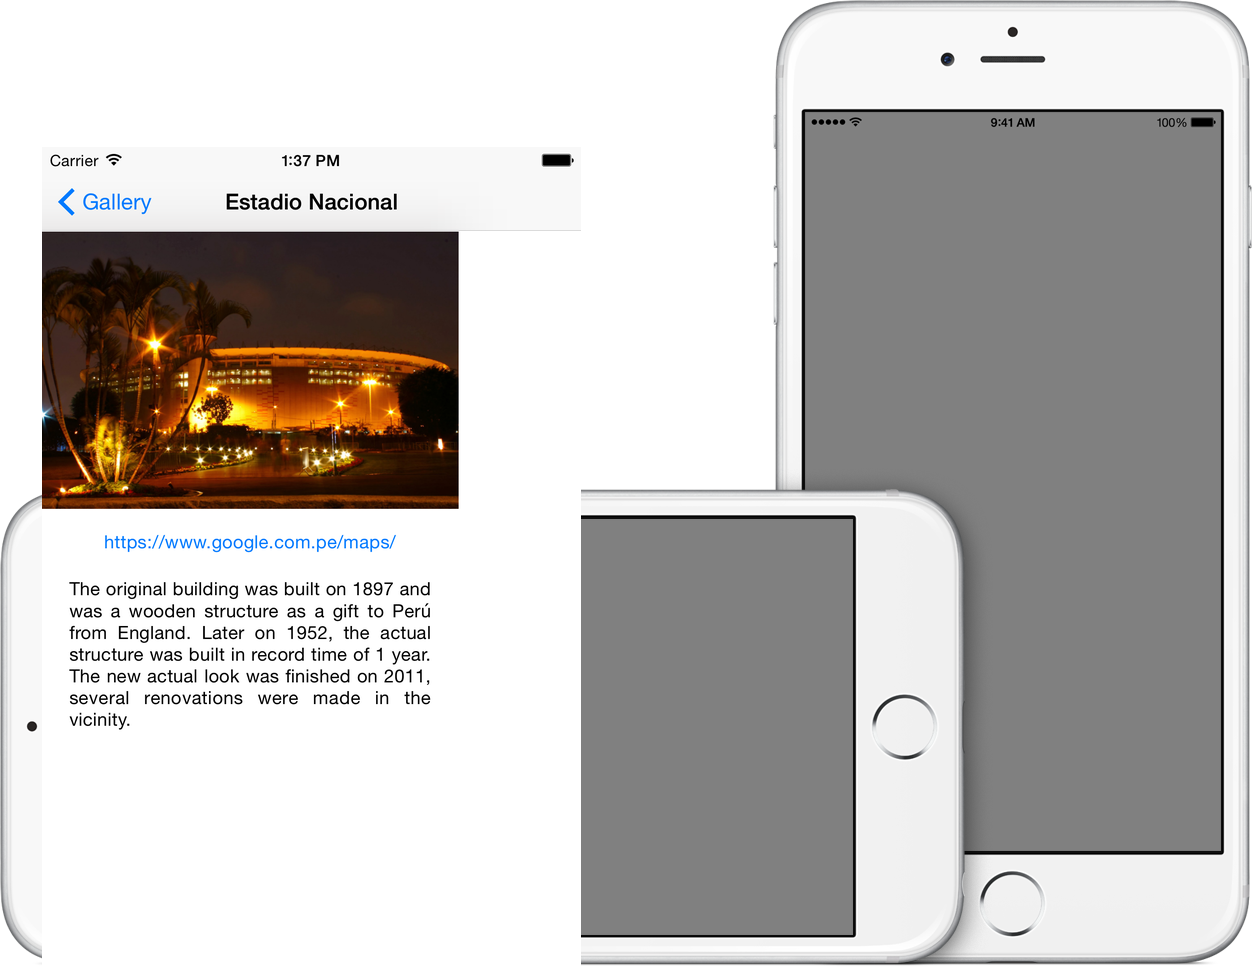 Carrier 1:37 PM
Gallery Estadio Nacional
https://www.google.com.pe/maps/
The original building was built on 1897 and
was a wooden structure as a gift to Perú
from England. Later on 1952, the actual
structure was built in record time of 1 year.
The new actual look was finished on 2011,
several renovations were made in the
vicinity.
9:41 AM 100%